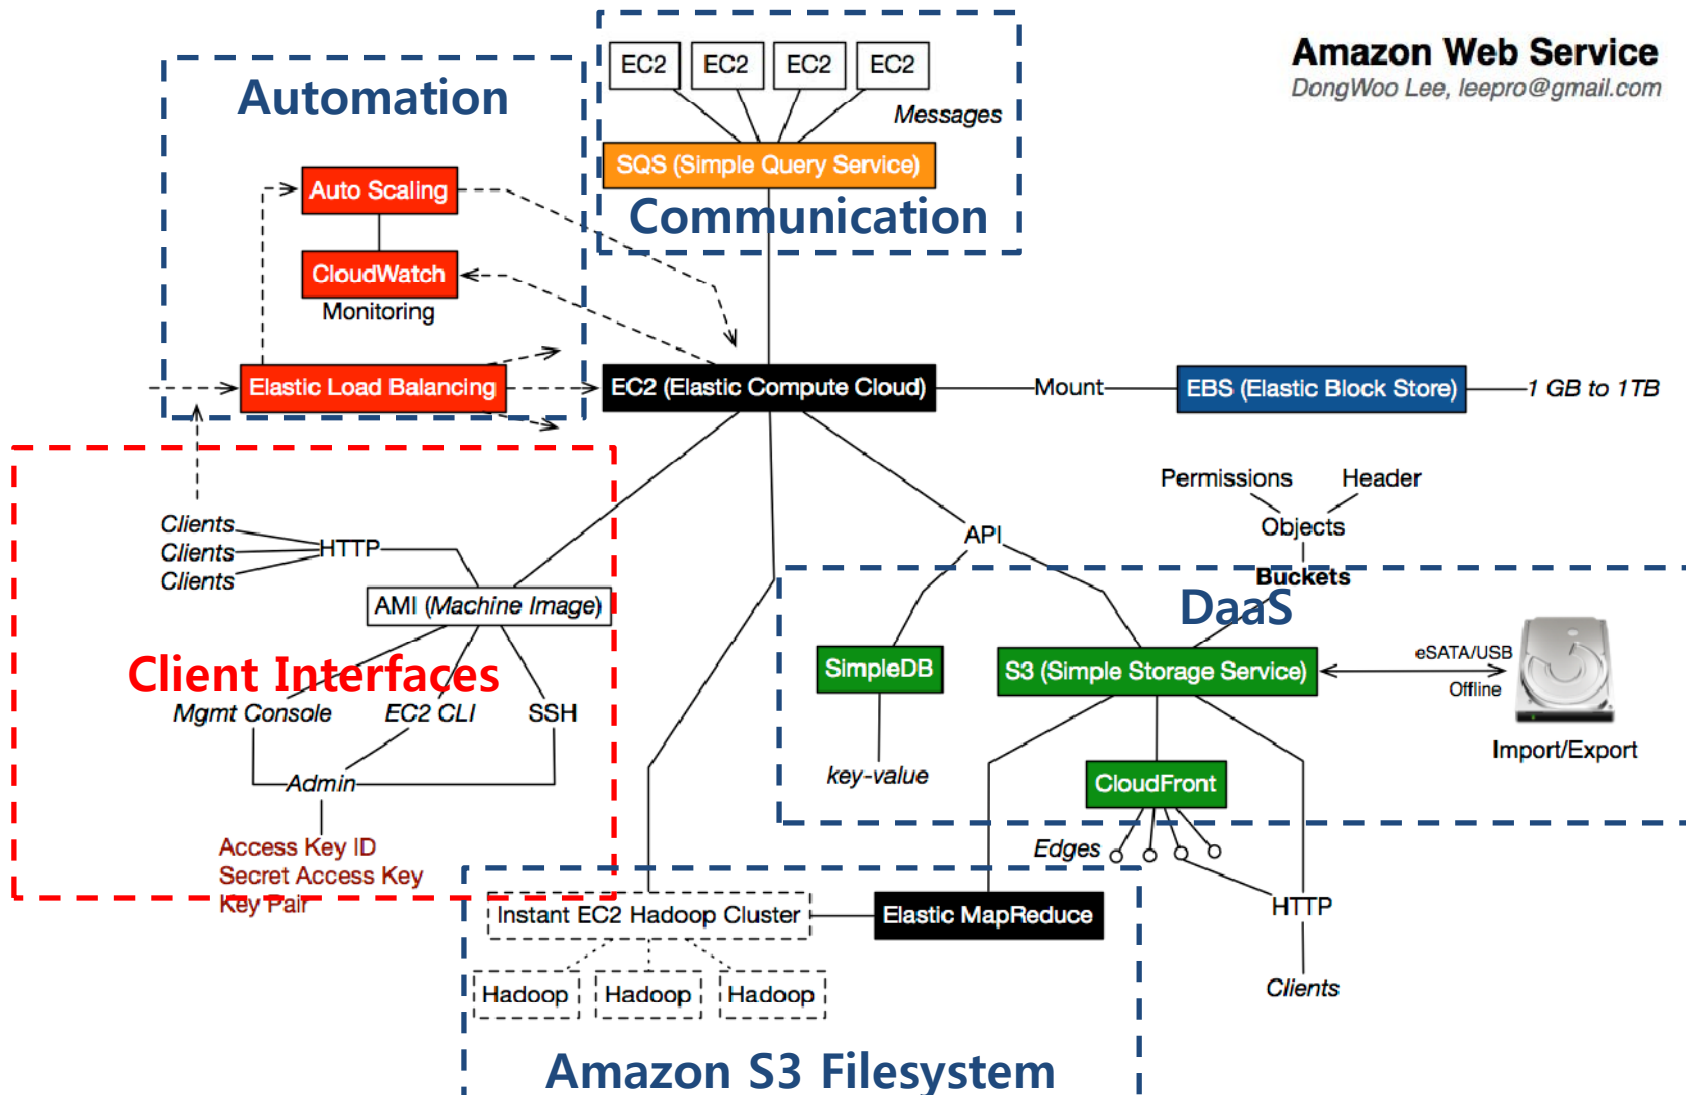 Amazon Web Service
DongWoo Lee, leepro@gmail.com
Automation
EC2
EC2
EC2
EC2
Messages
SQS (Simple Query Service)
Communication
Auto Scaling
CloudWatch
Monitoring
Elastic Load Balancing
EC2 (Elastic Compute Cloud)
Mount
EBS (Elastic Block Store)
1 GB to 1TB
Permissions
Header
Objects
Buckets
API
DaaS
Clients
Clients
Clients
HTTP
AMI (Machine Image)
Client Interfaces
Mgmt Console
EC2 CLI
SSH
Admin
Access Key ID
Secret Access Key
Key Pair
SimpleDB
key-value
S3 (Simple Storage Service)
eSATA/USB
Offline
Import/Export
CloudFront
Edges
HTTP
Clients
Instant EC2 Hadoop Cluster
Elastic MapReduce
Hadoop
Hadoop
Hadoop
Amazon S3 Filesystem